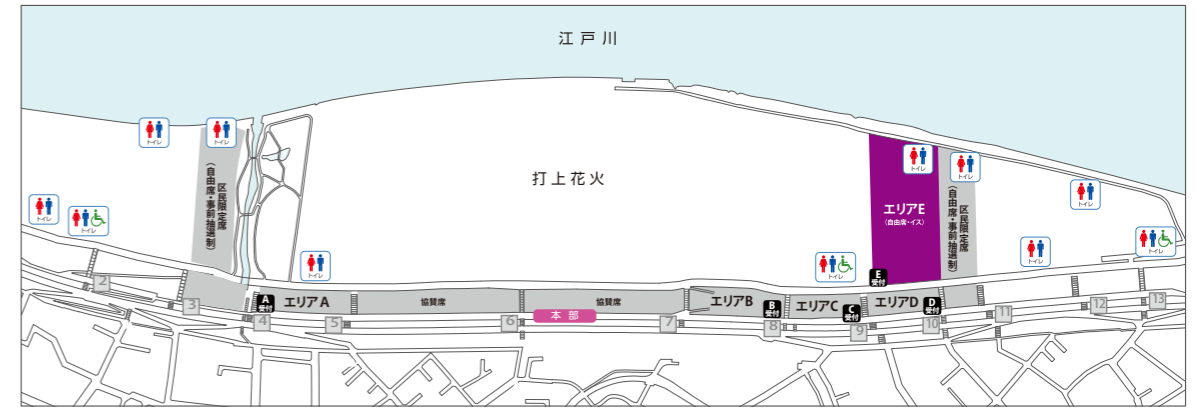 江戸川
打上花火
トイレ
トイレ
トイレ
トイレ
区民限定席
(自由席・事前抽選制)
トイレ
トイレ
トイレ
トイレ
トイレ
トイレ
トイレ
エリアE
(自由席・イス)
区民限定席
(自由席・事前抽選制)
E
受付
A
受付
エリアA
協賛席
協賛席
エリアB
B
受付
エリアC
C
受付
エリアD
D
受付
本部
2
3
4
5
6
7
8
9
10
11
12
13